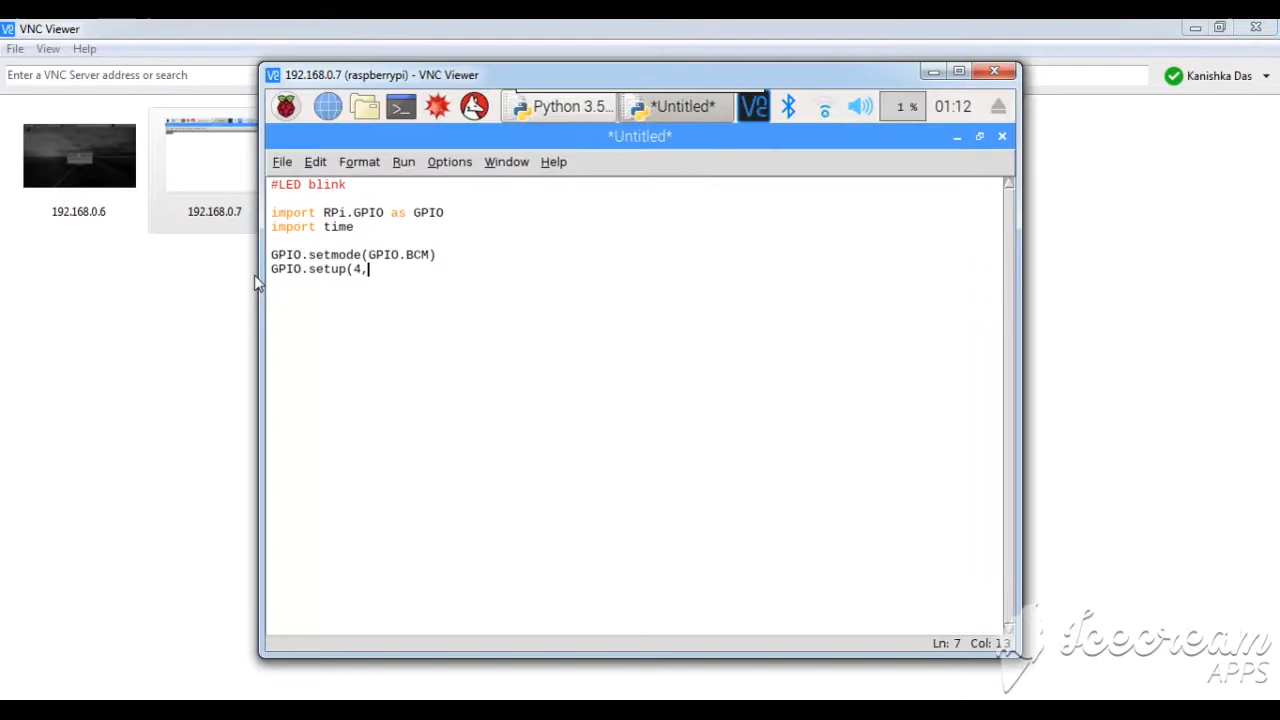 VNC Viewer
File View Help
Enter a VNC Server address or search
Kanishka Das
192.168.0.6
192.168.0.7
192.168.0.7 (raspberrypi) - VNC Viewer
Python 3.5...
*Untitled*
1 %
01:12
*Untitled*
File Edit Format Run Options Window Help
#LED blink
import RPi.GPIO as GPIO
import time
GPIO.setmode(GPIO.BCM)
GPIO.setup(4,
Ln: 7 Col: 13
Icecream
APPS